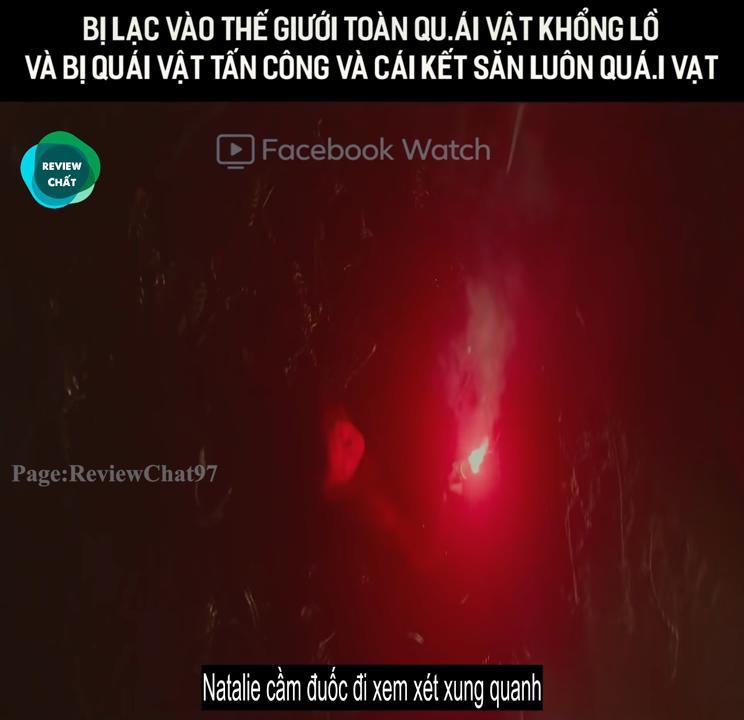 BỊ LẠC VÀO THẾ GIƯỚI TOÀN QU.ÁI VẬT KHỔNG LỒ
VÀ BỊ QUÁI VẬT TẤN CÔNG VÀ CÁI KẾT SĂN LUÔN QUÁ.I VẠT
Facebook Watch
REVIEW
CHẤT
Page:ReviewChat97
Natalie cầm đuốc đi xem xét xung quanh